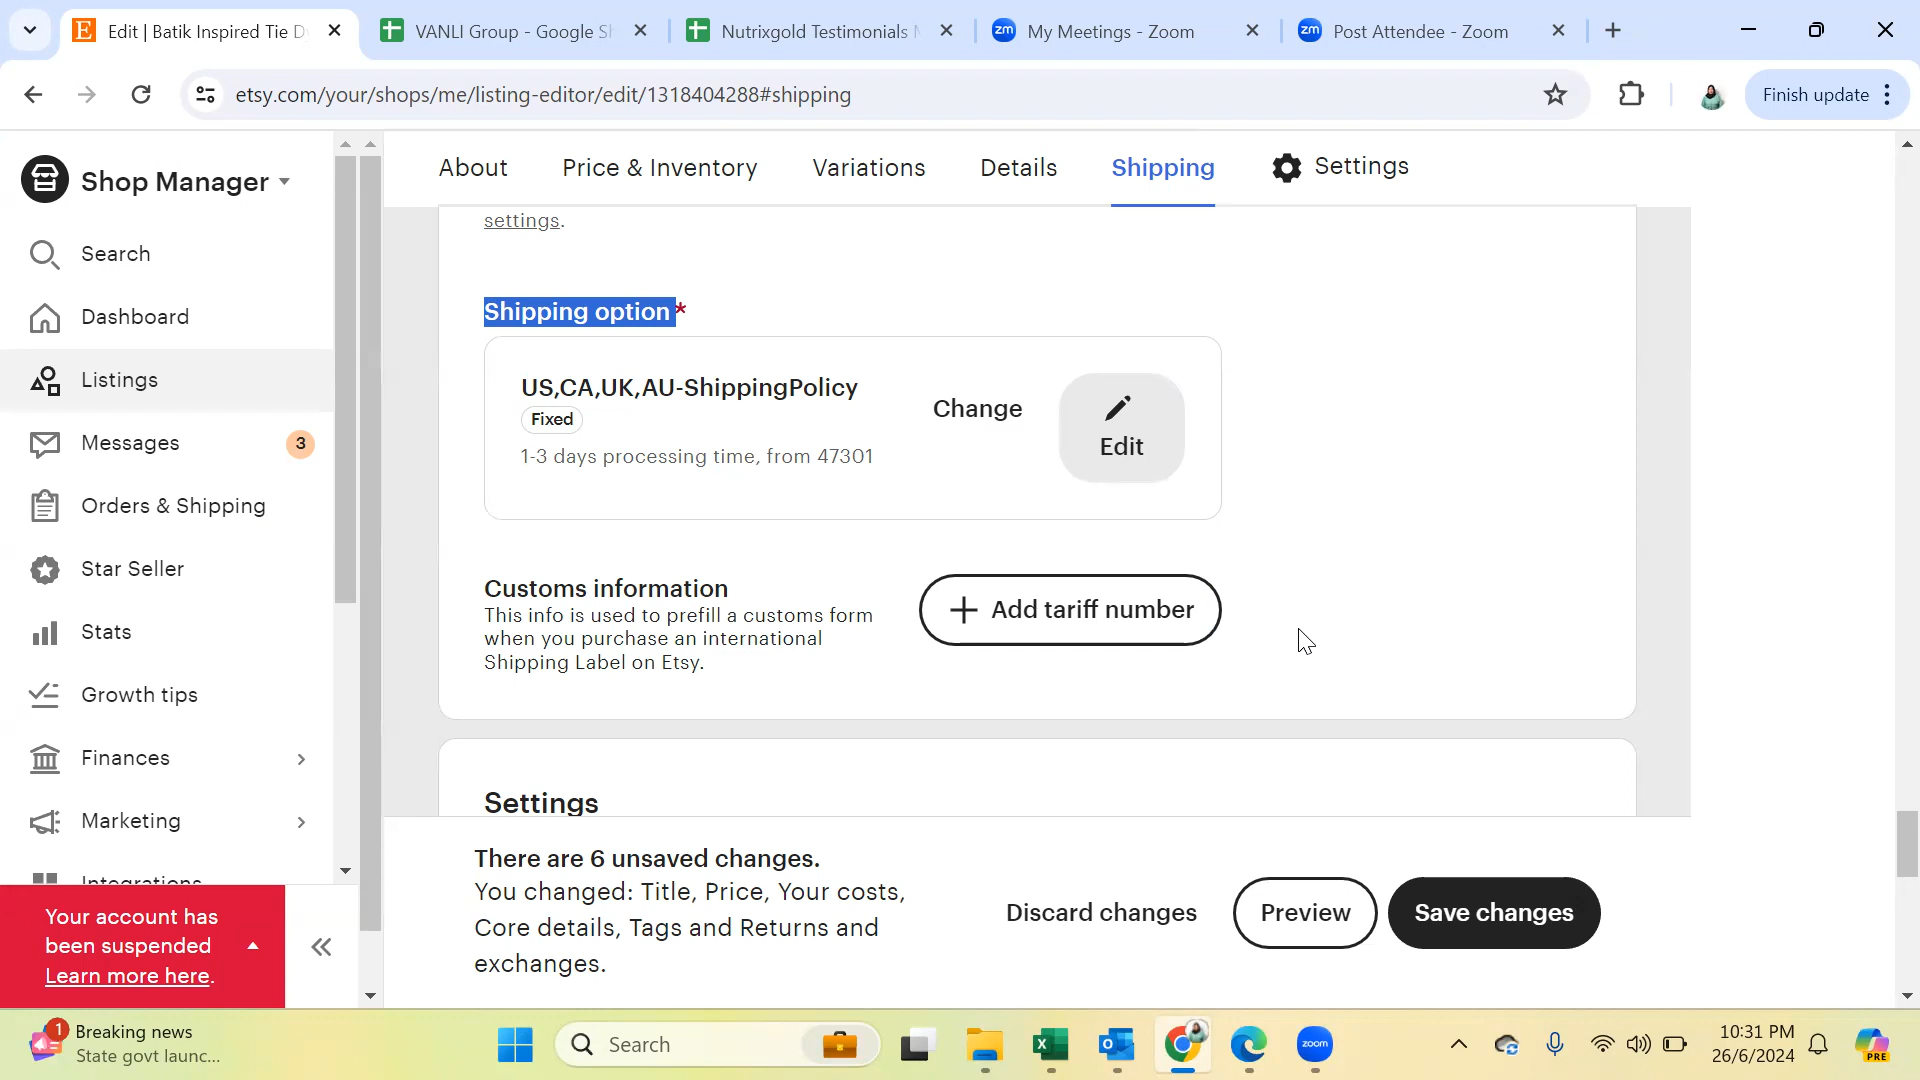 Edit | Batik Inspired Tie D
VANLI Group - Google S
Nutrixgold Testimonials
zm My Meetings - Zoom
zm Post Attendee - Zoom
etsy.com/your/shops/me/listing-editor/edit/1318404288#shipping
Finish update
Shop Manager
Search
Dashboard
Listings
Messages
3
Orders & Shipping
Star Seller
Stats
Growth tips
Finances
Marketing
Integrations
Your account has
been suspended
Learn more here.
About
Price & Inventory
Variations
Details
Shipping
Settings
settings.
Shipping option *
US,CA,UK,AU-ShippingPolicy
Fixed
1-3 days processing time, from 47301
Change
Edit
Customs information
This info is used to prefill a customs form
when you purchase an international
Shipping Label on Etsy.
Add tariff number
Settings
There are 6 unsaved changes.
You changed: Title, Price, Your costs,
Core details, Tags and Returns and
exchanges.
Discard changes
Preview
Save changes
1
Breaking news
State govt launc...
Search
zoom
10:31 PM
26/6/2024
PRE